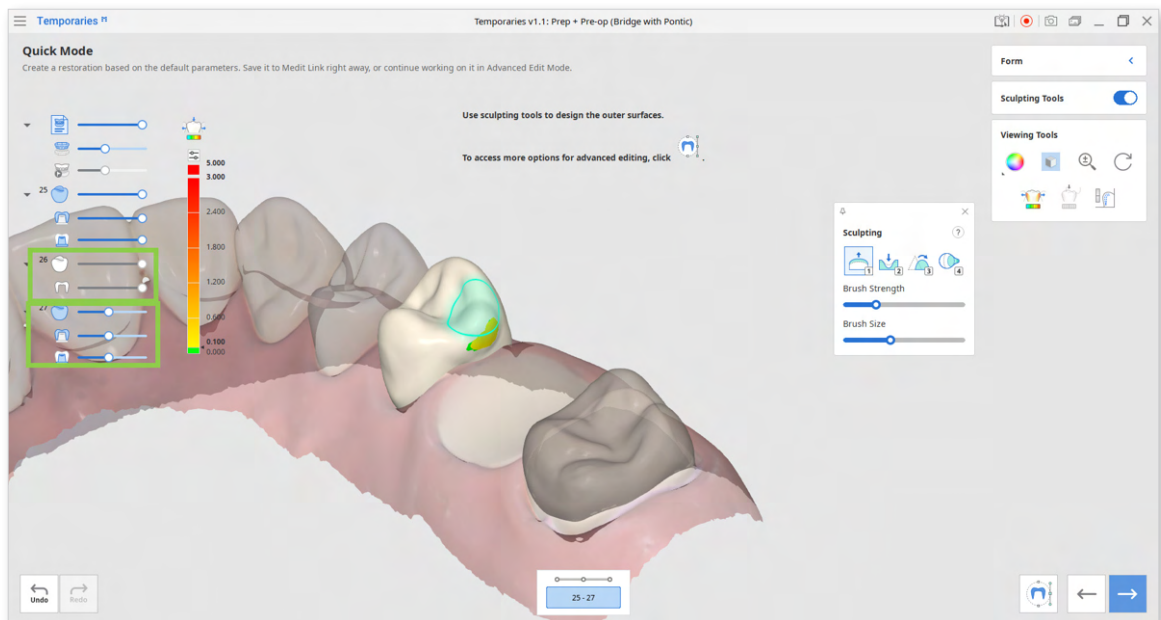 Temporaries M
Temporaries v1.1: Prep + Pre-op (Bridge with Pontic)
Quick Mode
Create a restoration based on the default parameters. Save it to Medit Link right away, or continue working on it in Advanced Edit Mode.
Use sculpting tools to design the outer surfaces.
To access more options for advanced editing, click .
25
26
27
5.000
3.000
2.400
1.800
1.200
0.600
0.100
0.000
Form
Sculpting Tools
Viewing Tools
Sculpting
?
1
2
3
4
Brush Strength
Brush Size
Undo
Redo
25 - 27